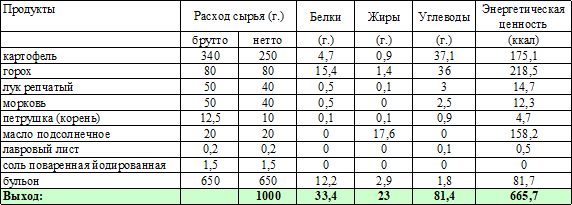 Продукты Расход сырья (г.) Белки Жиры Углеводы Энергетическая ценность
брутто нетто (г.) (г.) (г.) (ккал)
картофель 340 250 4,7 0,9 37,1 175,1
горох 80 80 15,4 1,4 36 218,5
лук репчатый 50 40 0,5 0,1 3 14,7
морковь 50 40 0,5 0 2,5 12,3
петрушка (корень) 12,5 10 0,1 0,1 0,9 4,7
масло подсолнечное 20 20 0 17,6 0 158,2
лавровый лист 0,2 0,2 0 0 0,1 0,5
соль поваренная йодированная 1,5 1,5 0 0 0 0
бульон 650 650 12,2 2,9 1,8 81,7
Выход: 1000 33,4 23 81,4 665,7